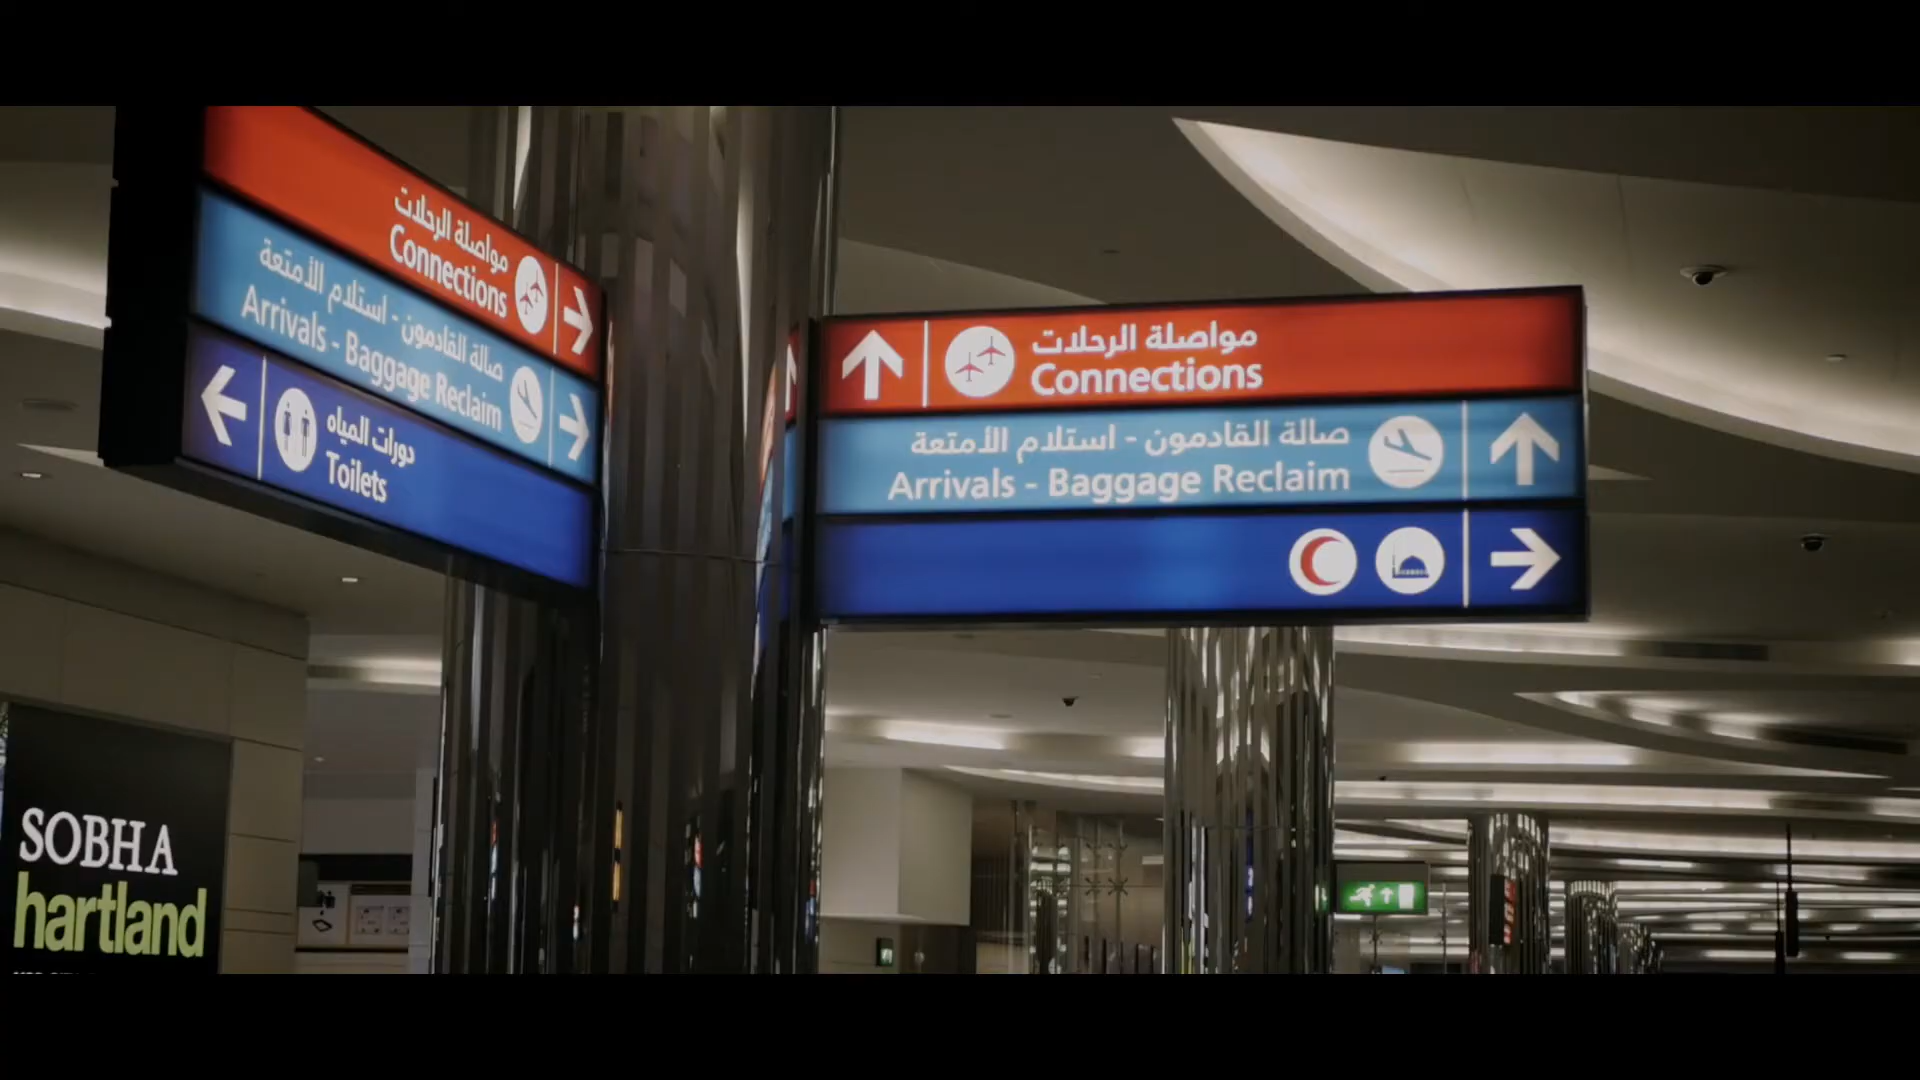 مواصلة الرحلات
Connections
صالة القادمون - استلام الأمتعة
Arrivals - Baggage Reclaim
دورات المياه
Toilets
مواصلة الرحلات
Connections
صالة القادمون - استلام الأمتعة
Arrivals - Baggage Reclaim
SOBHA
hartland